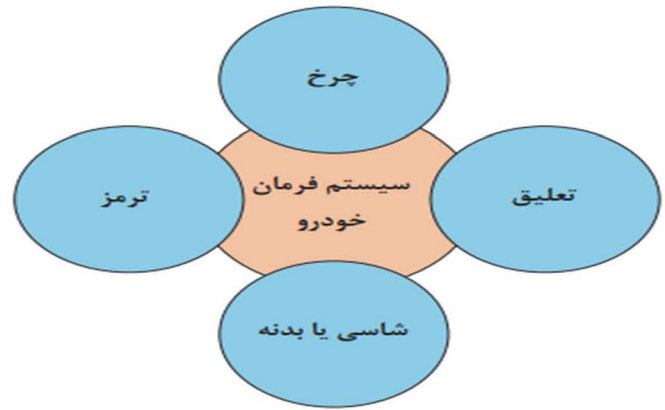 چرخ
تعلیق
سیستم فرمان
خودرو
ترمز
شاسی یا بدنه